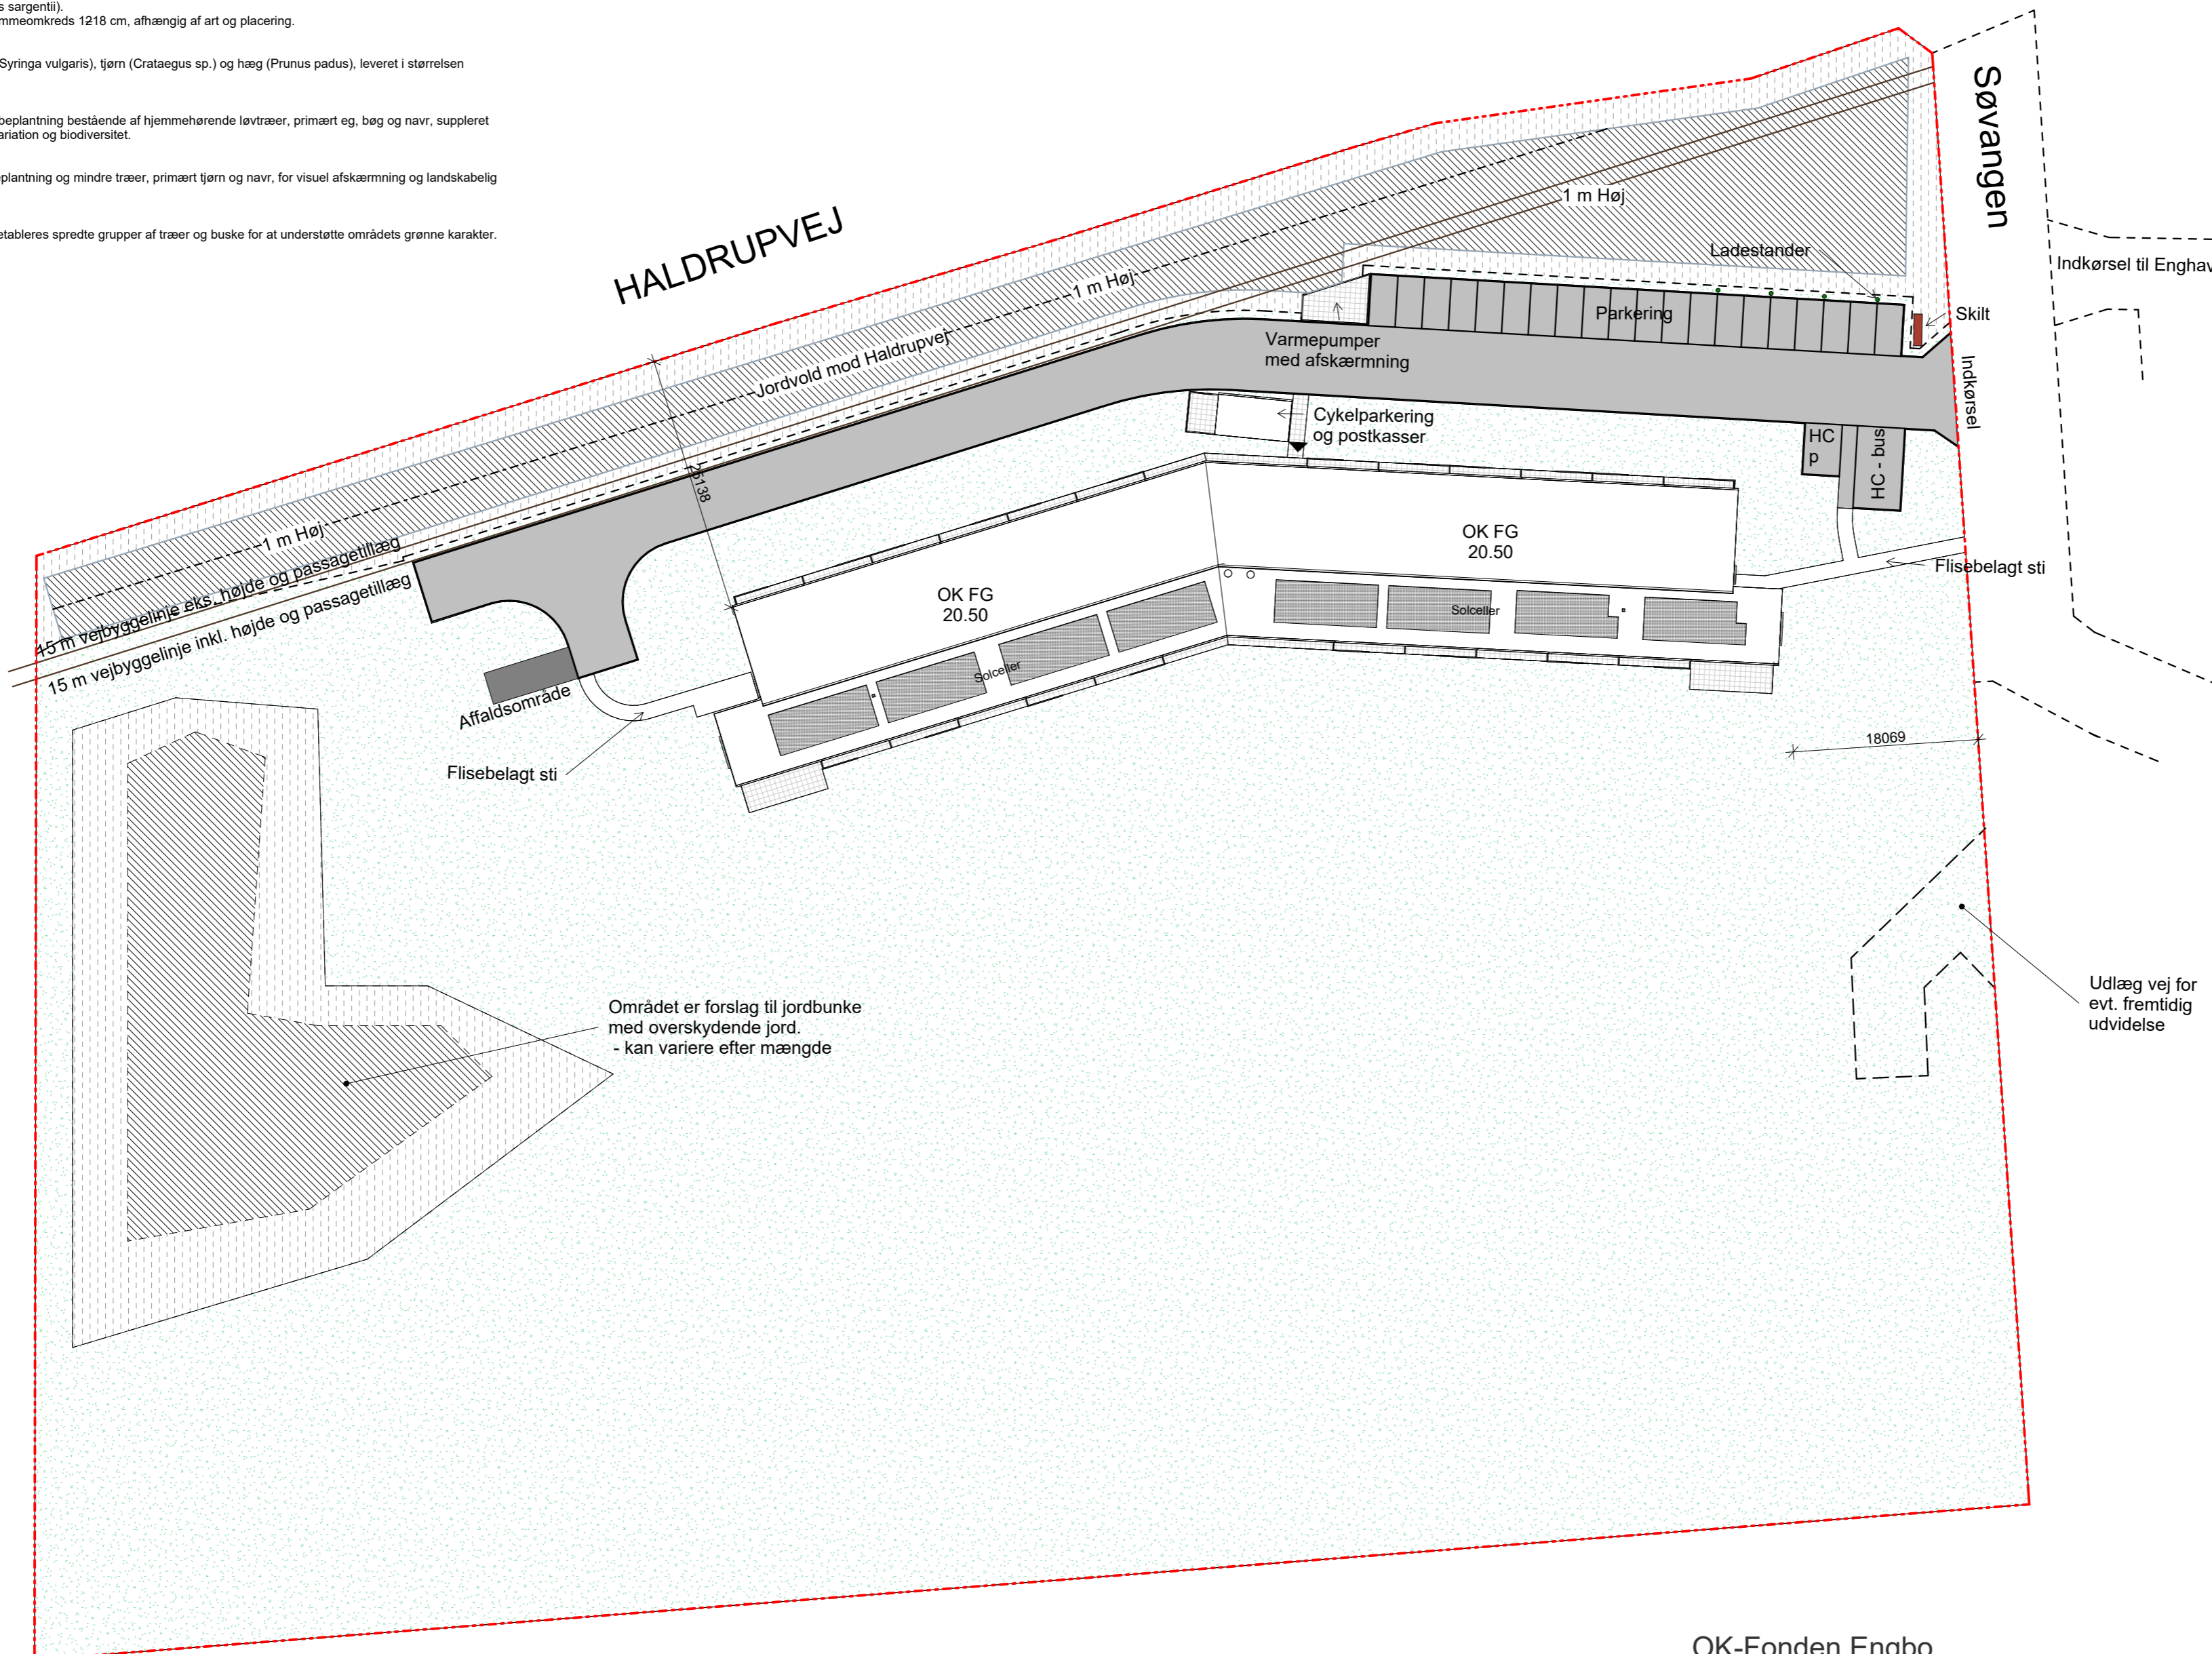 s sargentii).
mmeomkreds 1218 cm, afhængig af art og placering.
Syringa vulgaris), tjørn (Crataegus sp.) og hæg (Prunus padus), leveret i størrelsen
beplantning bestående af hjemmehørende løvtræer, primært eg, bøg og navr, suppleret
ariation og biodiversitet.
eplantning og mindre træer, primært tjørn og navr, for visuel afskærmning og landskabelig
etableres spredte grupper af træer og buske for at understøtte områdets grønne karakter.
HALDRUPVEJ
Søvangen
1 m Høj
Ladestander
Indkørsel til Enghav
1 m Høj
Parkering
Skilt
Varmepumper
med afskærmning
Indkørsel
Jordvold mod Haldrupvej
Cykelparkering
og postkasser
HC
p
HC - bus
25138
1 m Høj
OK FG
20.50
15 m vejbyggelinje eks. højde og passagetillæg
15 m vejbyggelinje inkl. højde og passagetillæg
OK FG
20.50
Flisebelagt sti
Solceller
Solceller
Affaldsområde
Flisebelagt sti
18069
Området er forslag til jordbunke
med overskydende jord.
- kan variere efter mængde
Udlæg vej for
evt. fremtidig
udvidelse
OK-Fonden Engbo